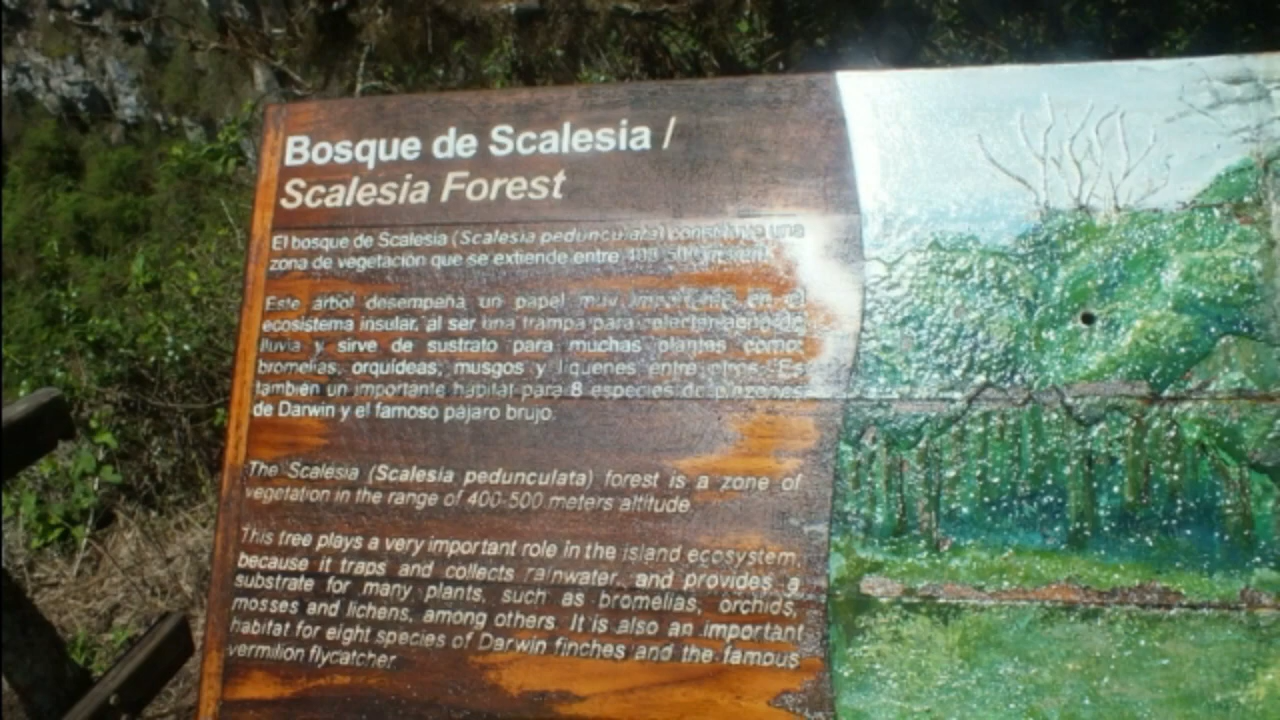 Bosque de Scalesia /
Scalesia Forest
El bosque de Scalesia (Scalesia pedunculata) constituye una
zona de vegetación que se extiende entre 400 500
Este árbol desempeña un papel muy importante en el
ecosistema insular, al ser una trampa para colectar agua de
lluvia y sirve de sustrato para muchas plantas como:
bromelias, orquídeas, musgos y líquenes entre otros. Es
también un importante habitat para 8 especies de pinzones
de Darwin y el famoso pájaro brujo.
The Scalesia (Scalesia pedunculata) forest is a zone of
vegetation in the range of 400-500 meters altitude.
This tree plays a very important role in the island ecosystem,
because it traps and collects rainwater, and provides a
substrate for many plants, such as bromelias, orchids,
mosses and lichens, among others. It is also an important
habitat for eight species of Darwin finches and the famous
vermilion flycatcher.